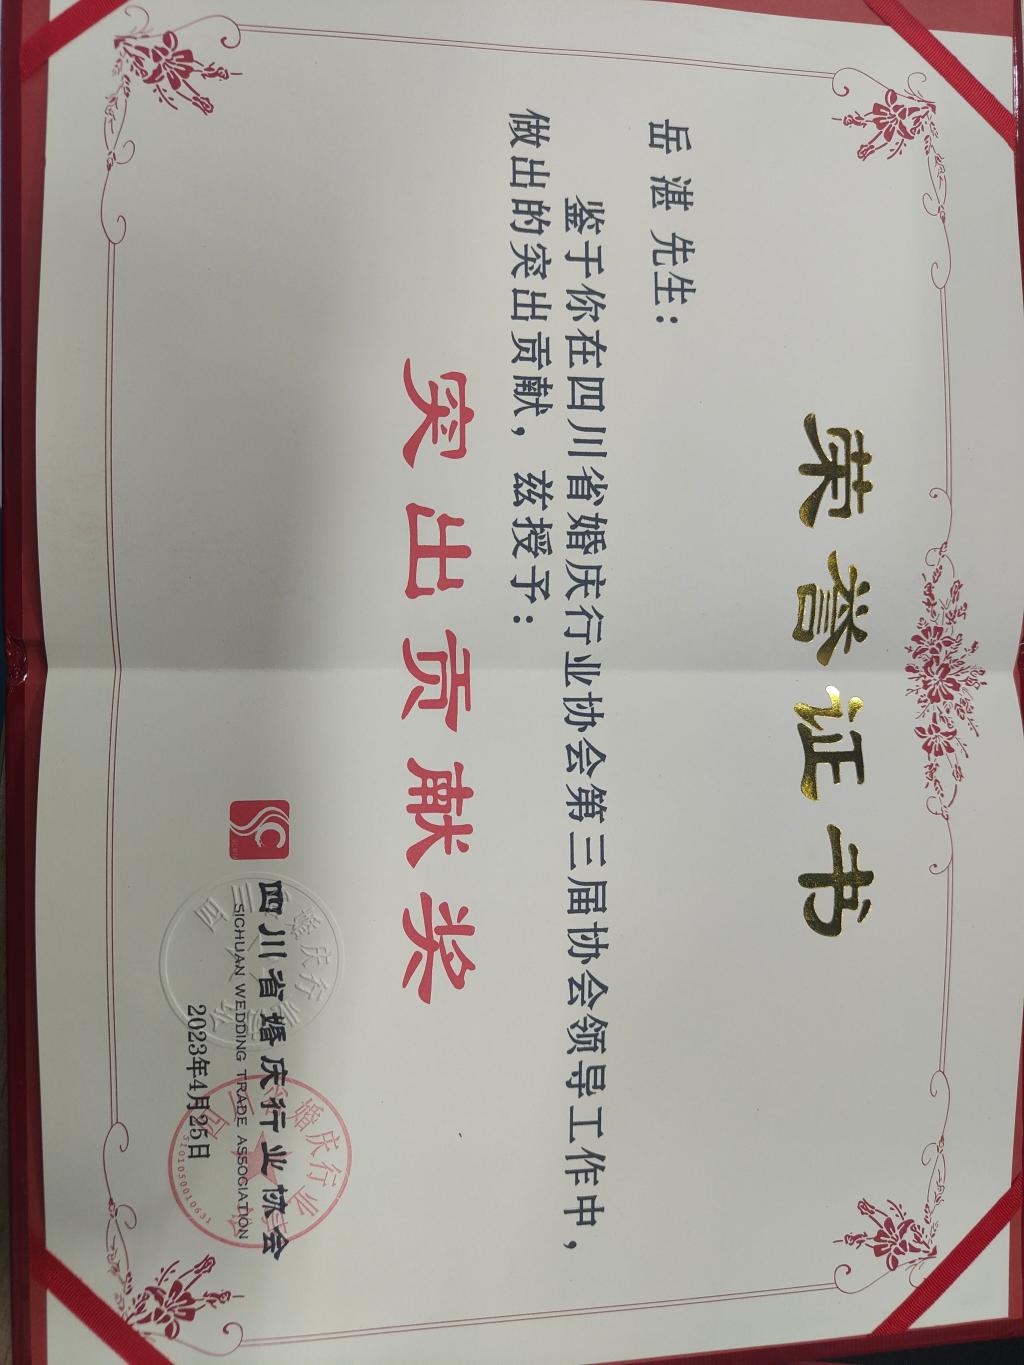 荣誉证书
岳湛 先生：
鉴于你在四川省婚庆行业协会第三届协会领导工作中，
做出的突出贡献，兹授予：
突出贡献奖
四川省婚庆行业协会
SICHUAN WEDDING TRADE ASSOCIATION
2023年4月25日